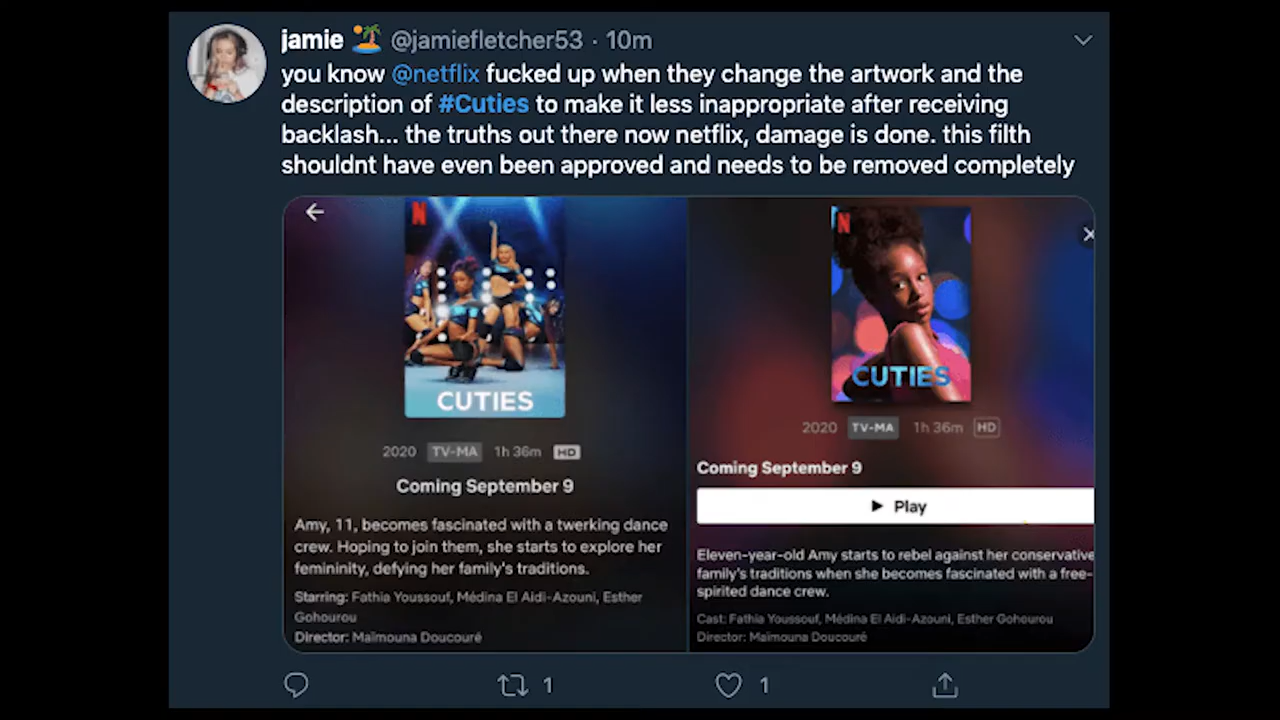 jamie 🏝️ @jamiefletcher53 · 10m
you know @netflix fucked up when they change the artwork and the
description of #Cuties to make it less inappropriate after receiving
backlash... the truths out there now netflix, damage is done. this filth
shouldnt have even been approved and needs to be removed completely
N
CUTIES
2020 TV-MA 1h 36m HD
Coming September 9
Amy, 11, becomes fascinated with a twerking dance
crew. Hoping to join them, she starts to explore her
femininity, defying her family's traditions.
Starring: Fathia Youssouf, Médina El Aidi-Azouni, Esther
Gohourou
Director: Maïmouna Doucouré
N
CUTIES
2020 TV-MA 1h 36m HD
Coming September 9
Play
Eleven-year-old Amy starts to rebel against her conservative
family's traditions when she becomes fascinated with a free-
spirited dance crew.
Cast: Fathia Youssouf, Médina El Aidi-Azouni, Esther Gohourou
Director: Maïmouna Doucouré
1
1